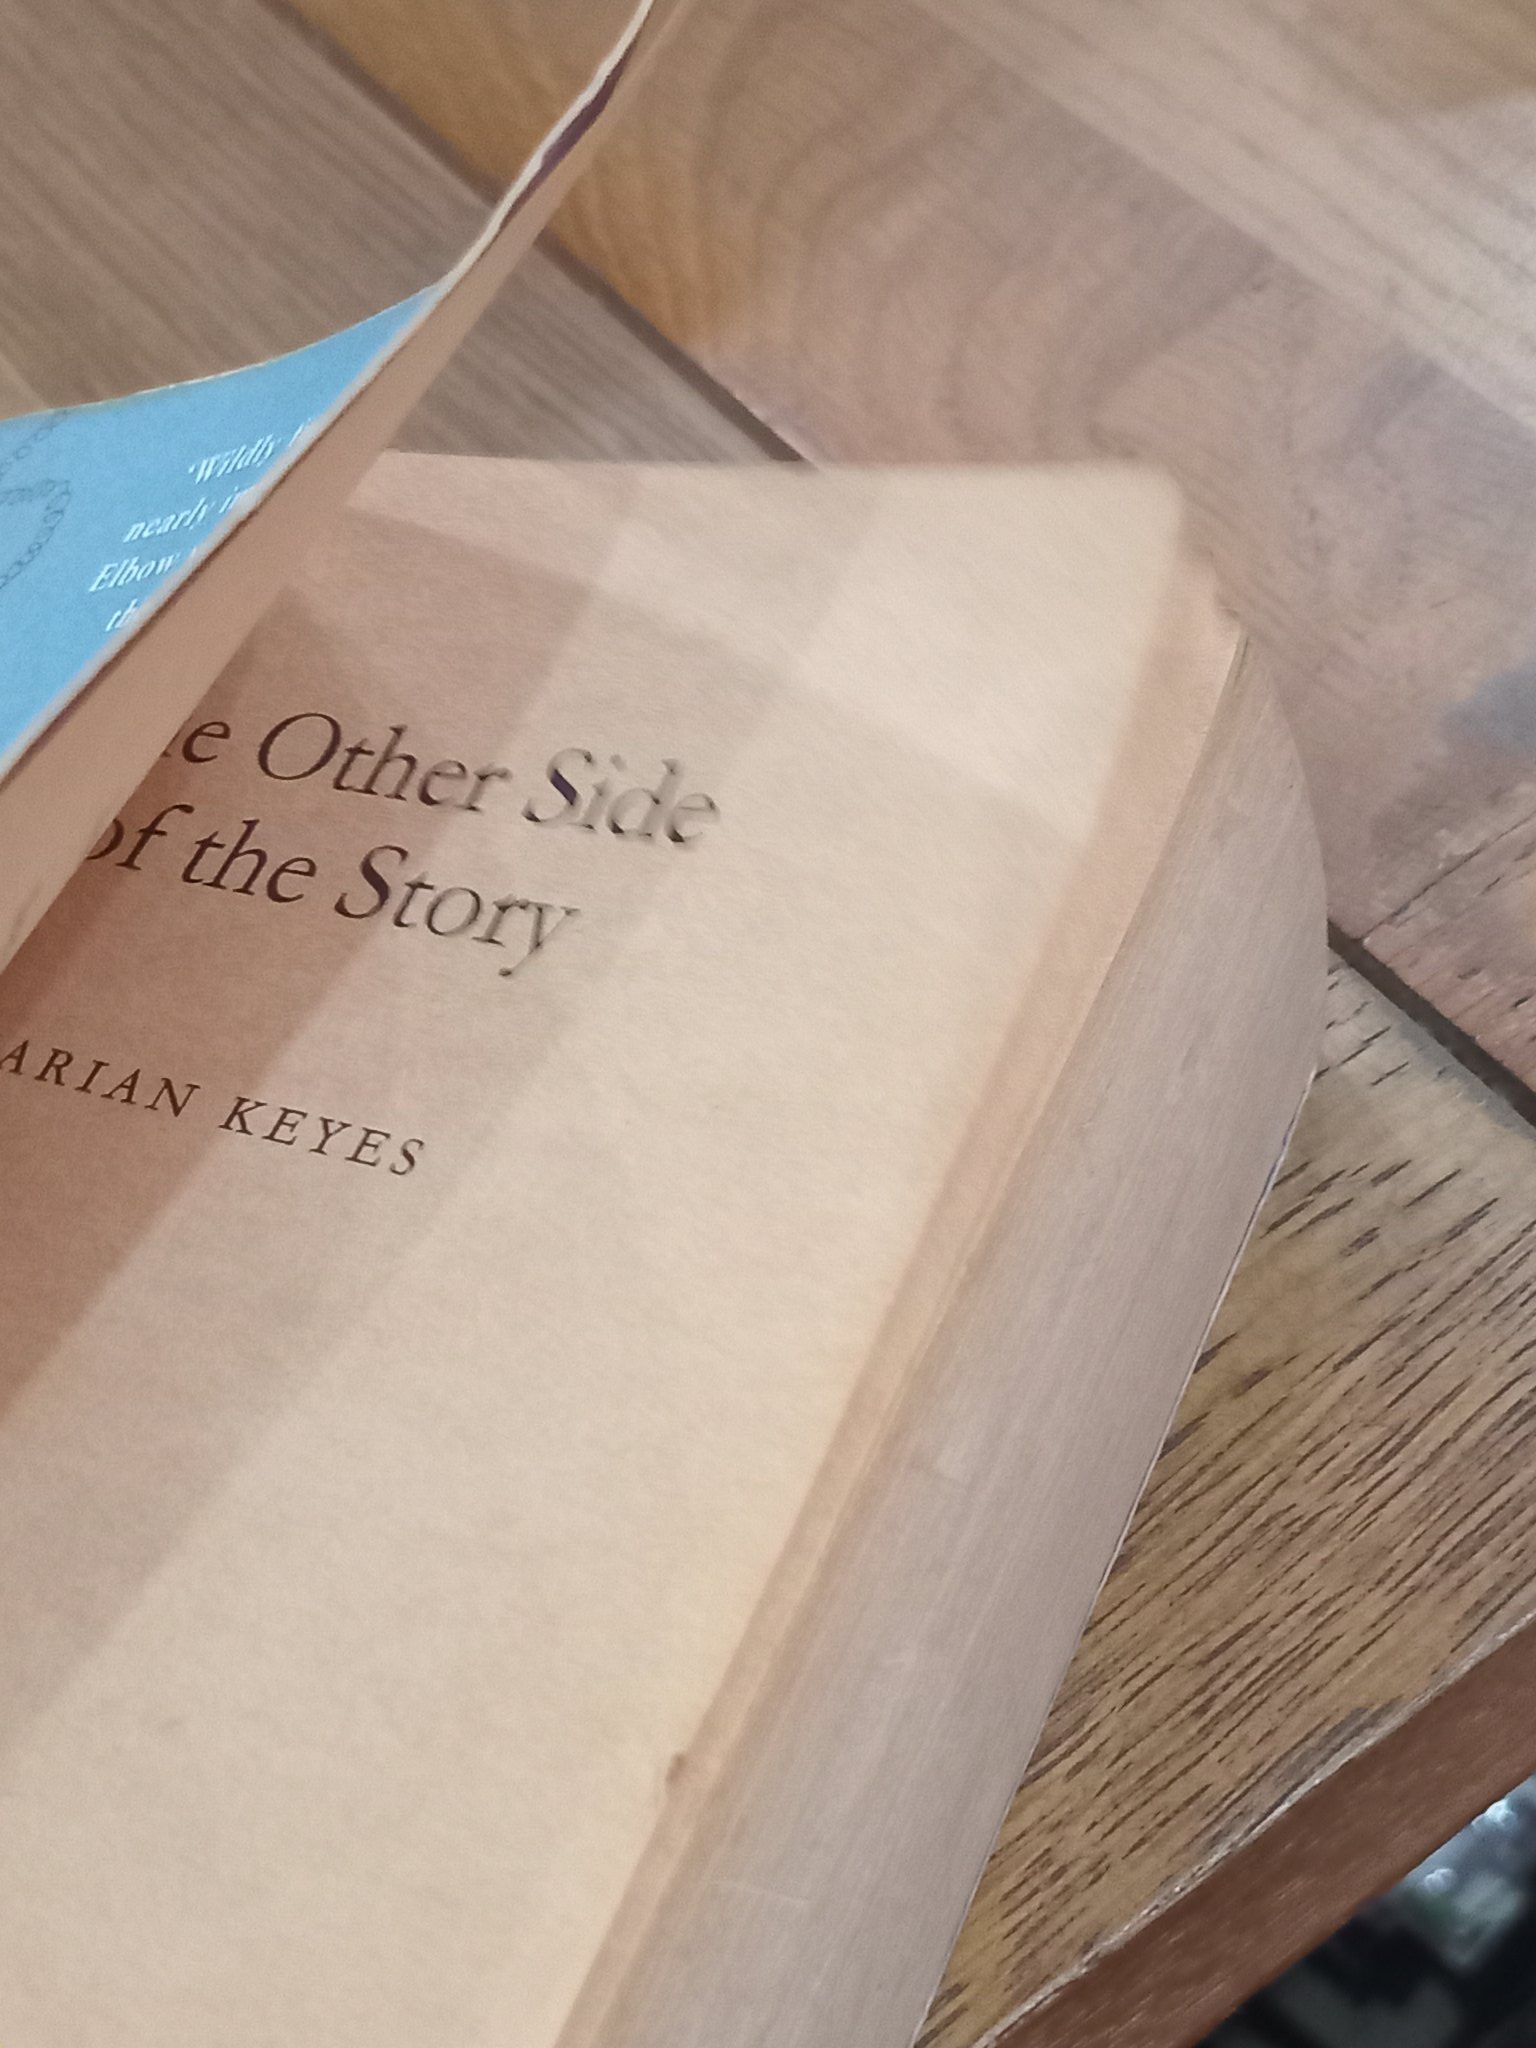 'Wildly
nearly
Elbow
e Other Side
of the Story
ARIAN KEYES